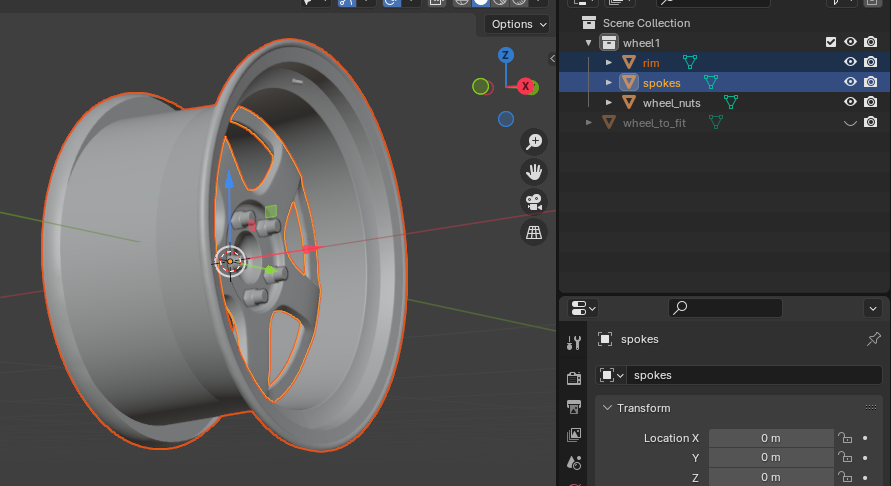 Options
Z
X
Scene Collection
wheel1
rim
spokes
wheel_nuts
wheel_to_fit
spokes
spokes
Transform
Location X 0 m
Y 0 m
Z 0 m